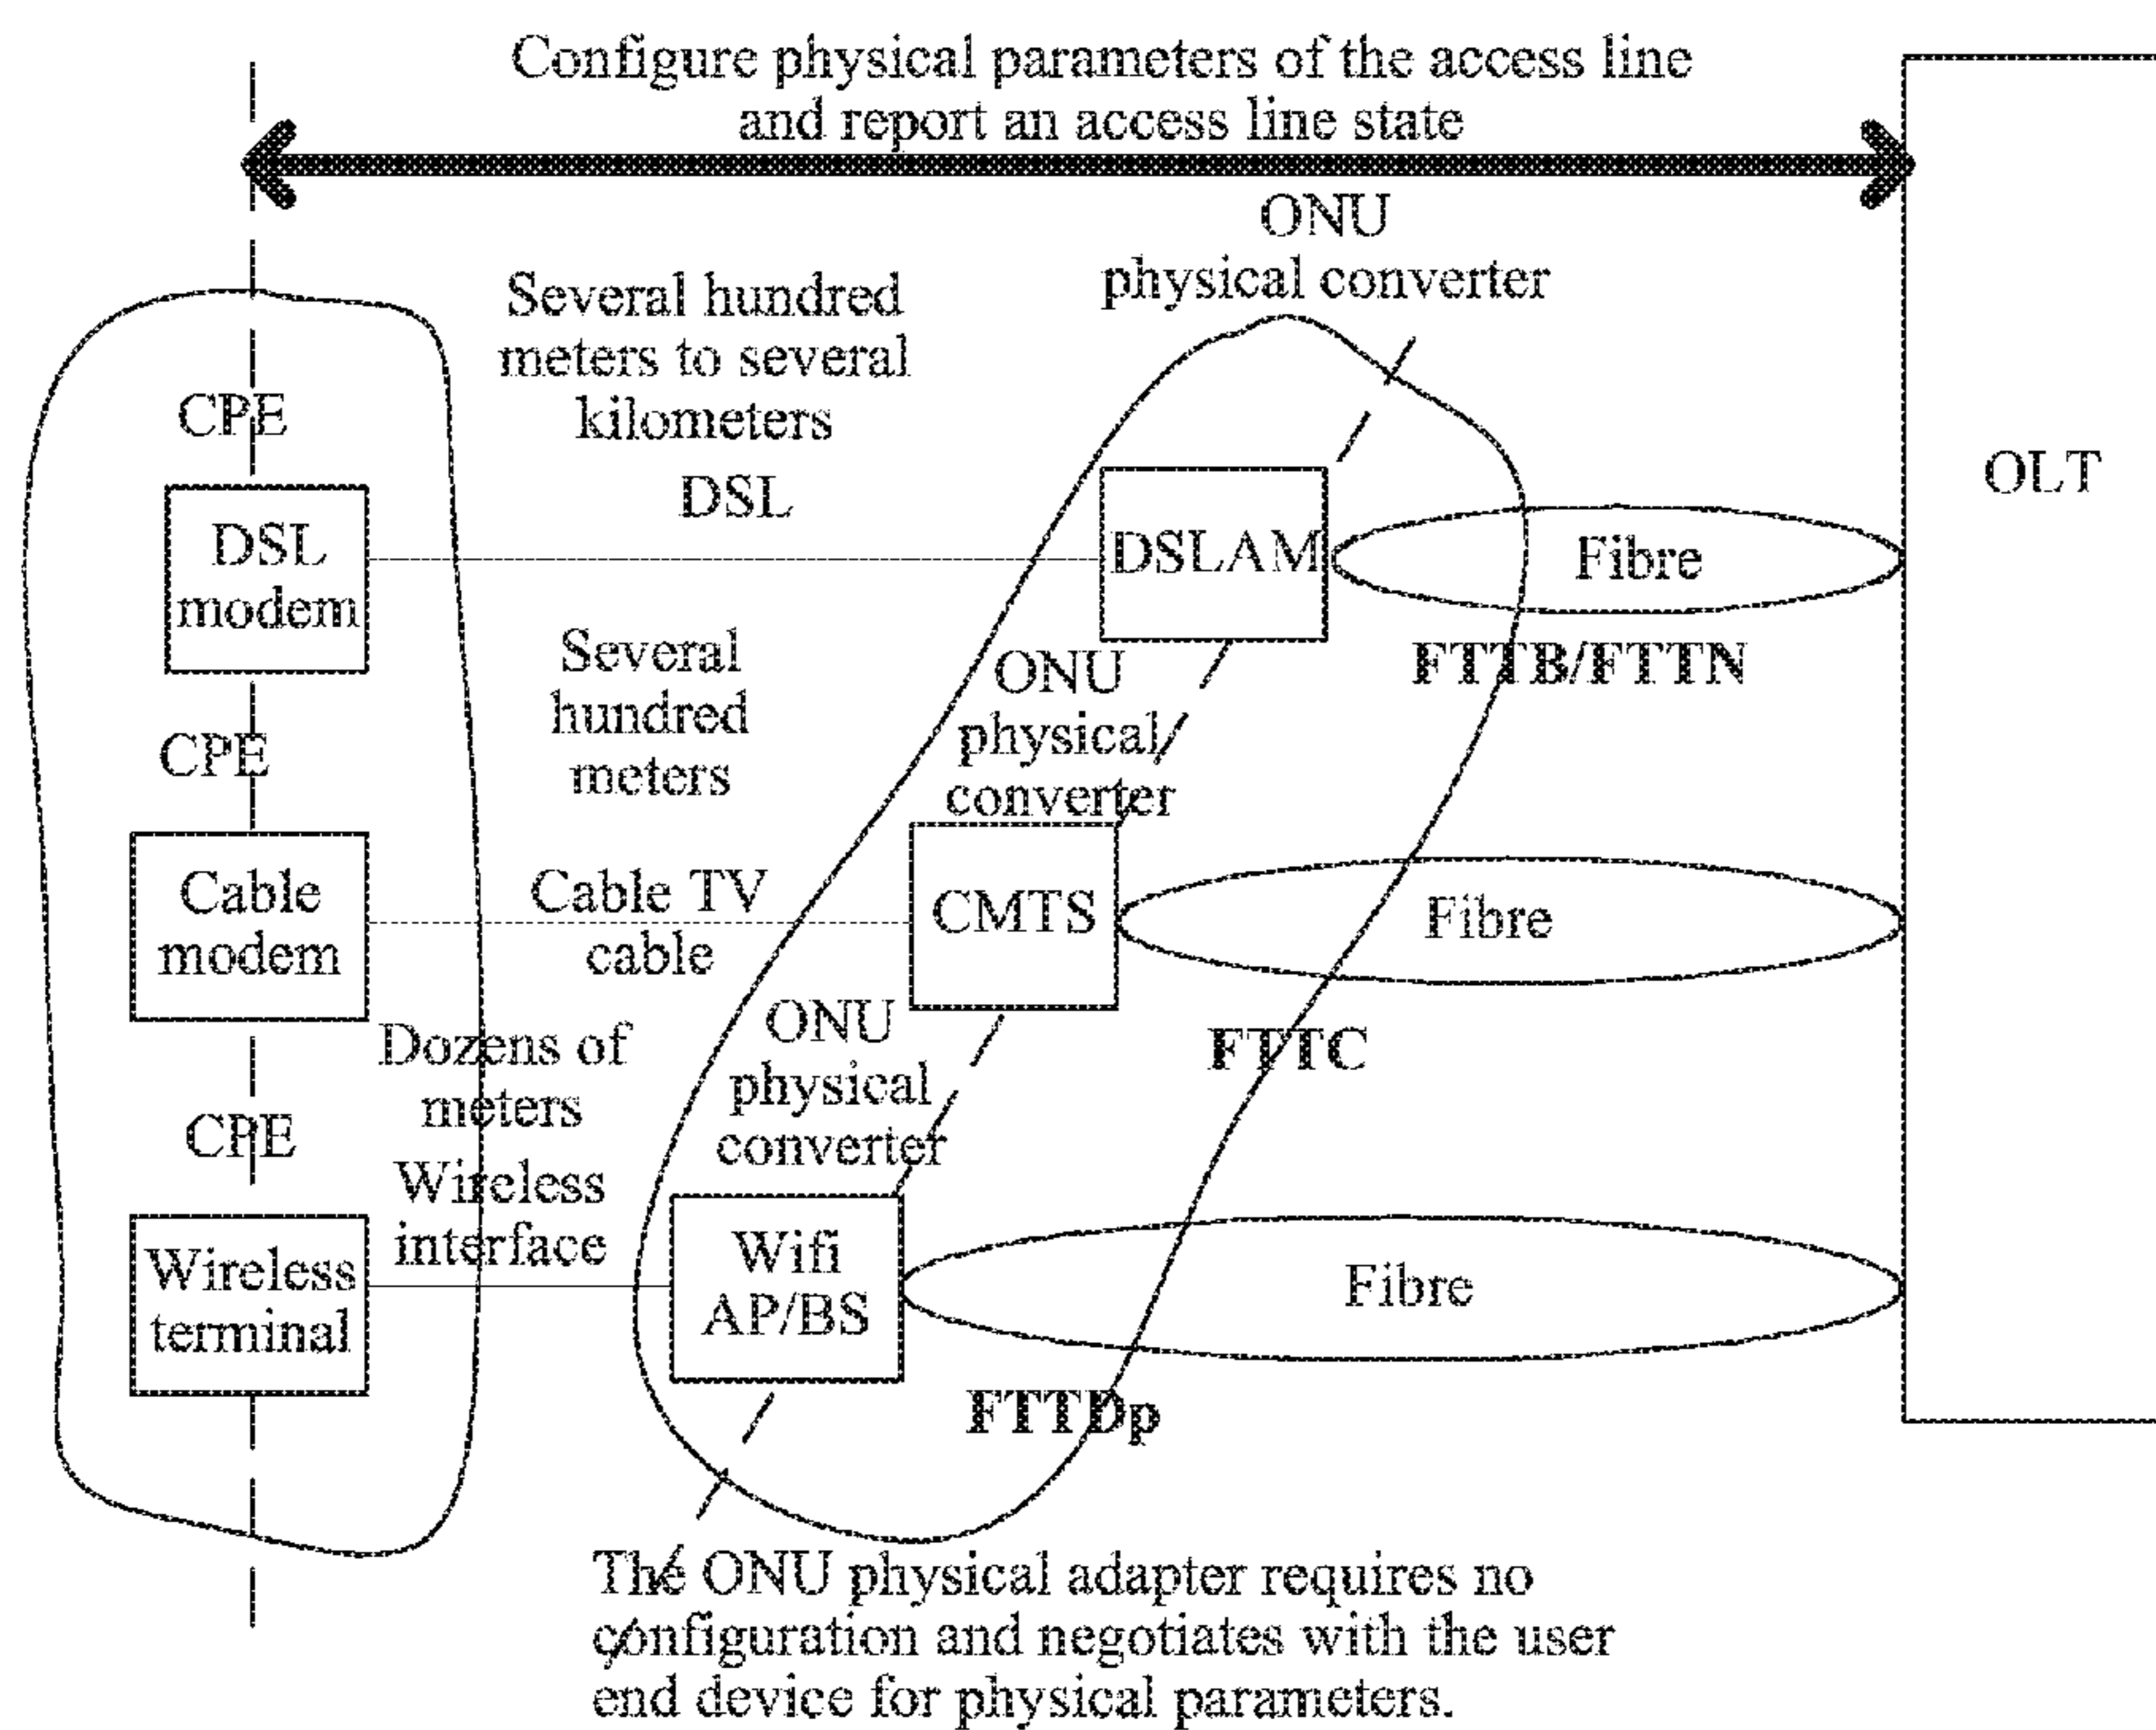 Configure physical parameters of the access line
and report an access line state
ONU
physical converter
Several hundred
meters to several
kilometers
CPE
DSL
OLT
DSL
modem
DSLAM
Fibre
FTTB/FTTN
Several
hundred
meters
ONU
physical
converter
CPE
Cable
modem
Cable TV
cable
CMTS
Fibre
FTTC
Dozens of
meters
ONU
physical
converter
CPE
Wireless
interface
Wireless
terminal
Wifi
AP/BS
Fibre
FTTDp
The ONU physical adapter requires no
configuration and negotiates with the user
end device for physical parameters.